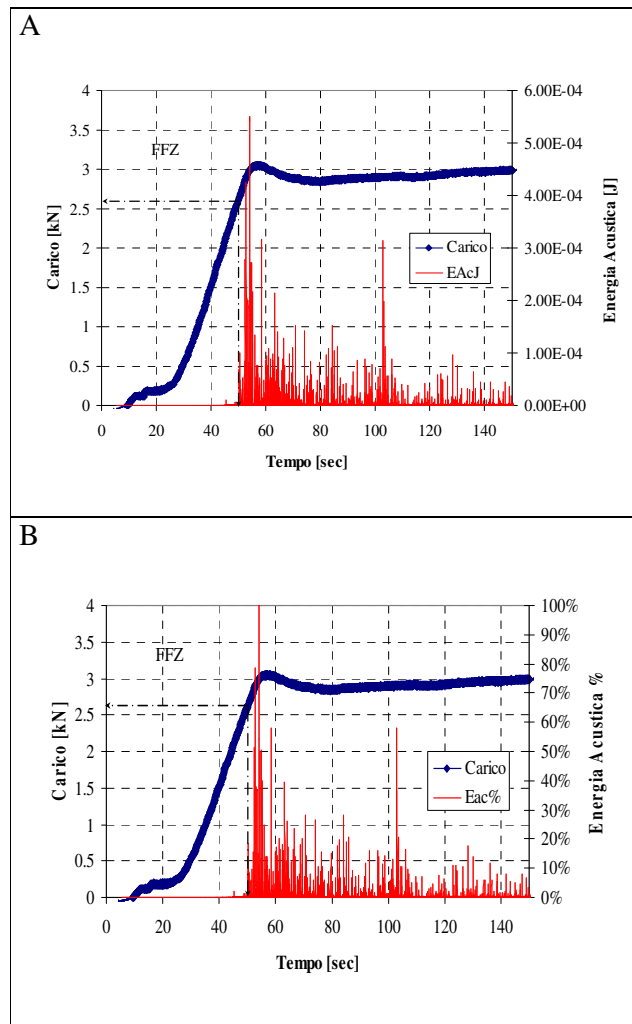 A
4
3.5
3
2.5
2
1.5
1
0.5
0
Carico [kN]
FFZ
6.00E-04
5.00E-04
4.00E-04
3.00E-04
2.00E-04
1.00E-04
0.00E+00
Energia Acustica [J]
Carico
EAcJ
0 20 40 60 80 100 120 140
Tempo [sec]
B
4
3.5
3
2.5
2
1.5
1
0.5
0
Carico [kN]
FFZ
100%
90%
80%
70%
60%
50%
40%
30%
20%
10%
0%
Energia Acustica %
Carico
Eac%
0 20 40 60 80 100 120 140
Tempo [sec]